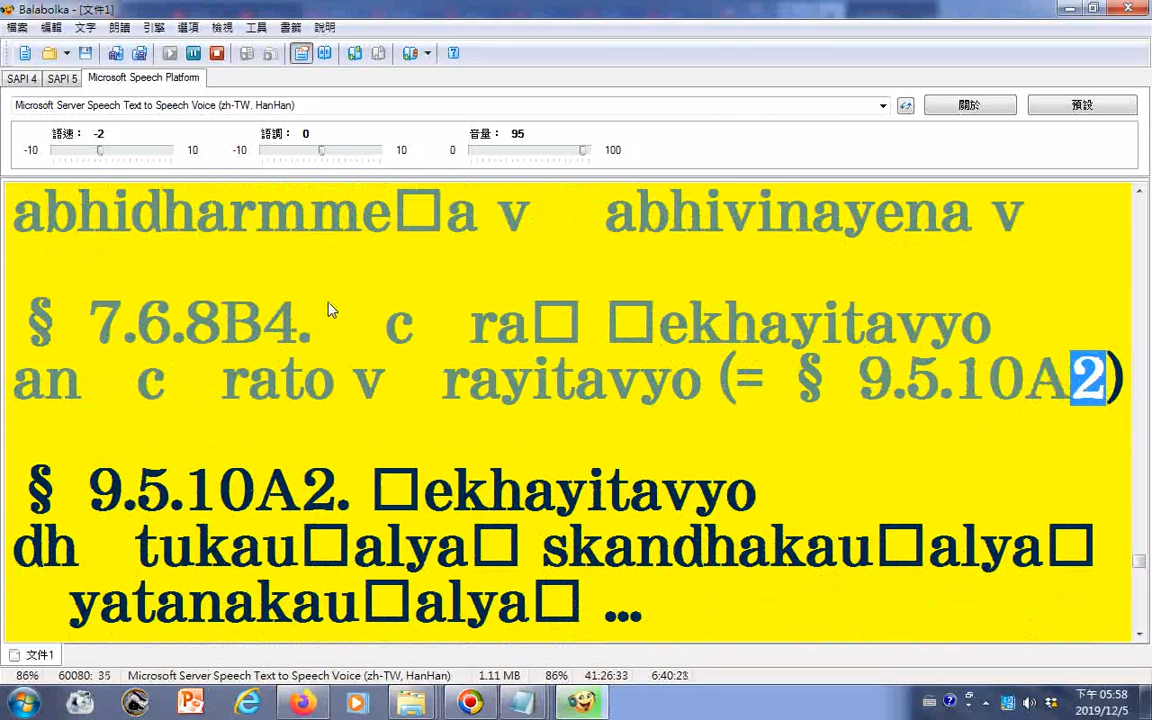 Balabolka - [文件1]
檔案 編輯 文字 朗讀 引擎 選項 檢視 工具 書籤 說明
SAPI 4 SAPI 5 Microsoft Speech Platform
Microsoft Server Speech Text to Speech Voice (zh-TW, HanHan) 關於 預設
語速： -2 語調： 0 音量： 95
-10 10 -10 10 0 100
abhidharmme□a v abhivinayena v
§ 7.6.8B4. c ra□ □ekhayitavyo
an c rato v rayitavyo (= § 9.5.10A2)
§ 9.5.10A2. □ekhayitavyo
dh tukau□alya□ skandhakau□alya□
yatanakau□alya□ ...
文件1
86% 60080: 35 Microsoft Server Speech Text to Speech Voice (zh-TW, HanHan) 1.11 MB 86% 41:26:33 6:40:28
下午 05:58
2019/12/5